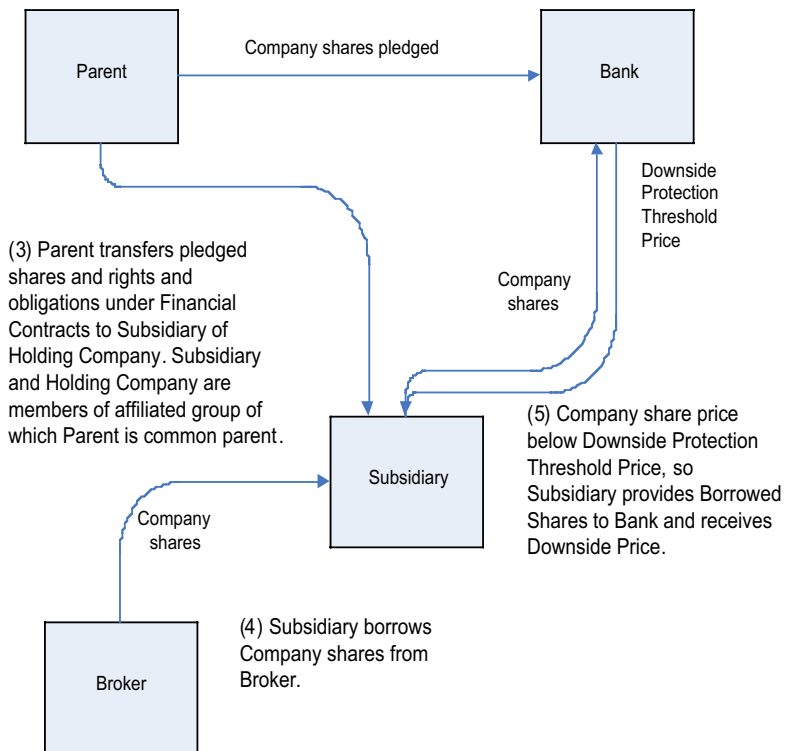 Company shares pledged
Parent
Bank
Downside
Protection
Threshold
Price
(3) Parent transfers pledged
shares and rights and
obligations under Financial
Contracts to Subsidiary of
Holding Company. Subsidiary
and Holding Company are
members of affiliated group of
which Parent is common parent.
Company
shares
(5) Company share price
below Downside Protection
Threshold Price, so
Subsidiary provides Borrowed
Shares to Bank and receives
Downside Price.
Subsidiary
Company
shares
(4) Subsidiary borrows
Company shares from
Broker.
Broker